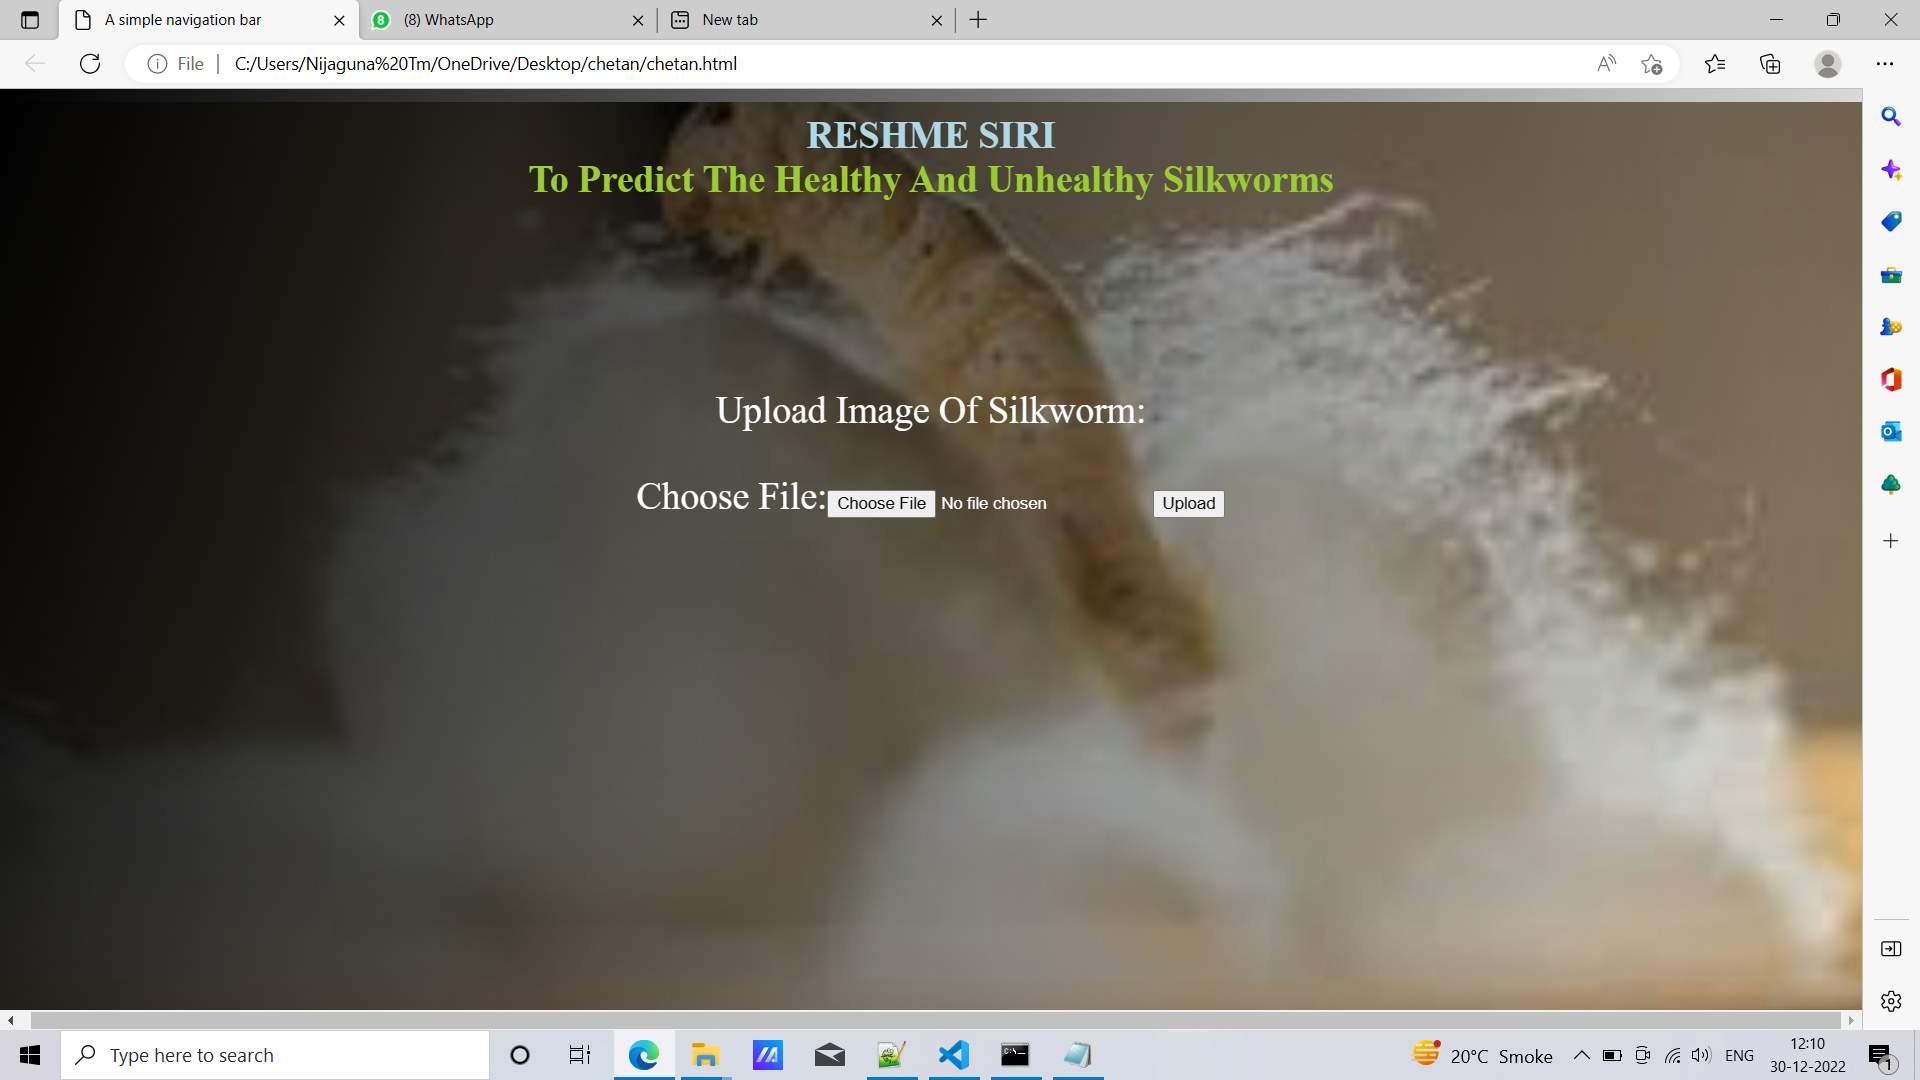 A simple navigation bar
(8) WhatsApp
New tab
File
C:/Users/Nijaguna%20Tm/OneDrive/Desktop/chetan/chetan.html
RESHME SIRI
To Predict The Healthy And Unhealthy Silkworms
Upload Image Of Silkworm:
Choose File: Choose File No file chosen Upload
Type here to search
20°C Smoke
ENG
12:10
30-12-2022
1